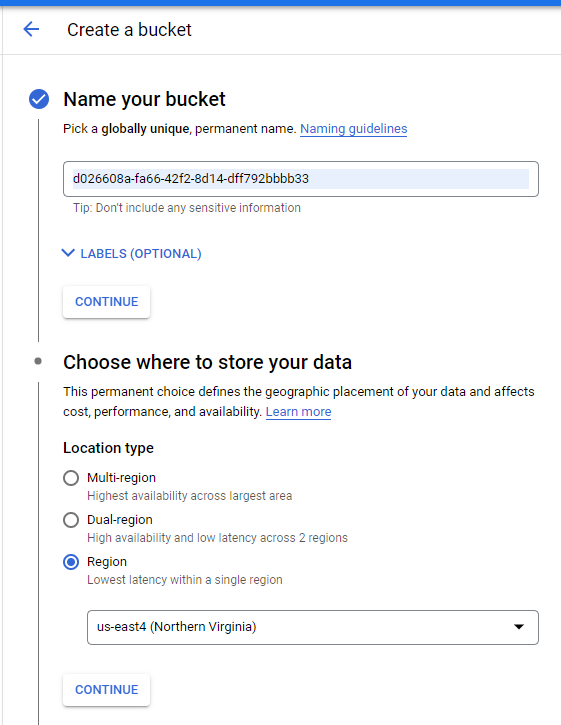 Create a bucket
Name your bucket
Pick a globally unique, permanent name. Naming guidelines
d026608a-fa66-42f2-8d14-dff792bbbb33
Tip: Don't include any sensitive information
LABELS (OPTIONAL)
CONTINUE
Choose where to store your data
This permanent choice defines the geographic placement of your data and affects
cost, performance, and availability. Learn more
Location type
Multi-region
Highest availability across largest area
Dual-region
High availability and low latency across 2 regions
Region
Lowest latency within a single region
us-east4 (Northern Virginia)
CONTINUE